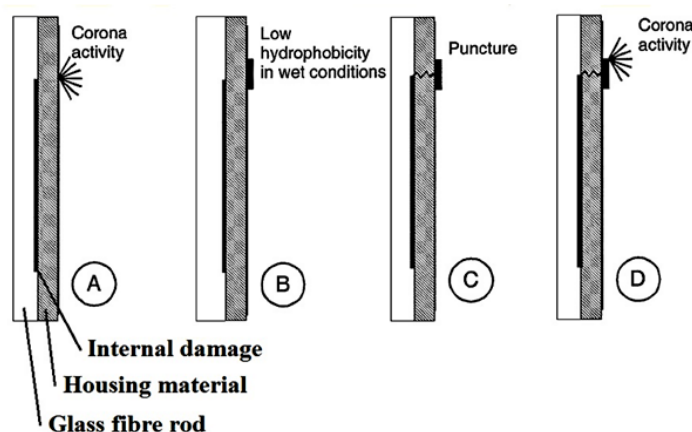 Corona
activity
Low
hydrophobicity
in wet conditions
Puncture
Corona
activity
A
B
C
D
Internal damage
Housing material
Glass fibre rod